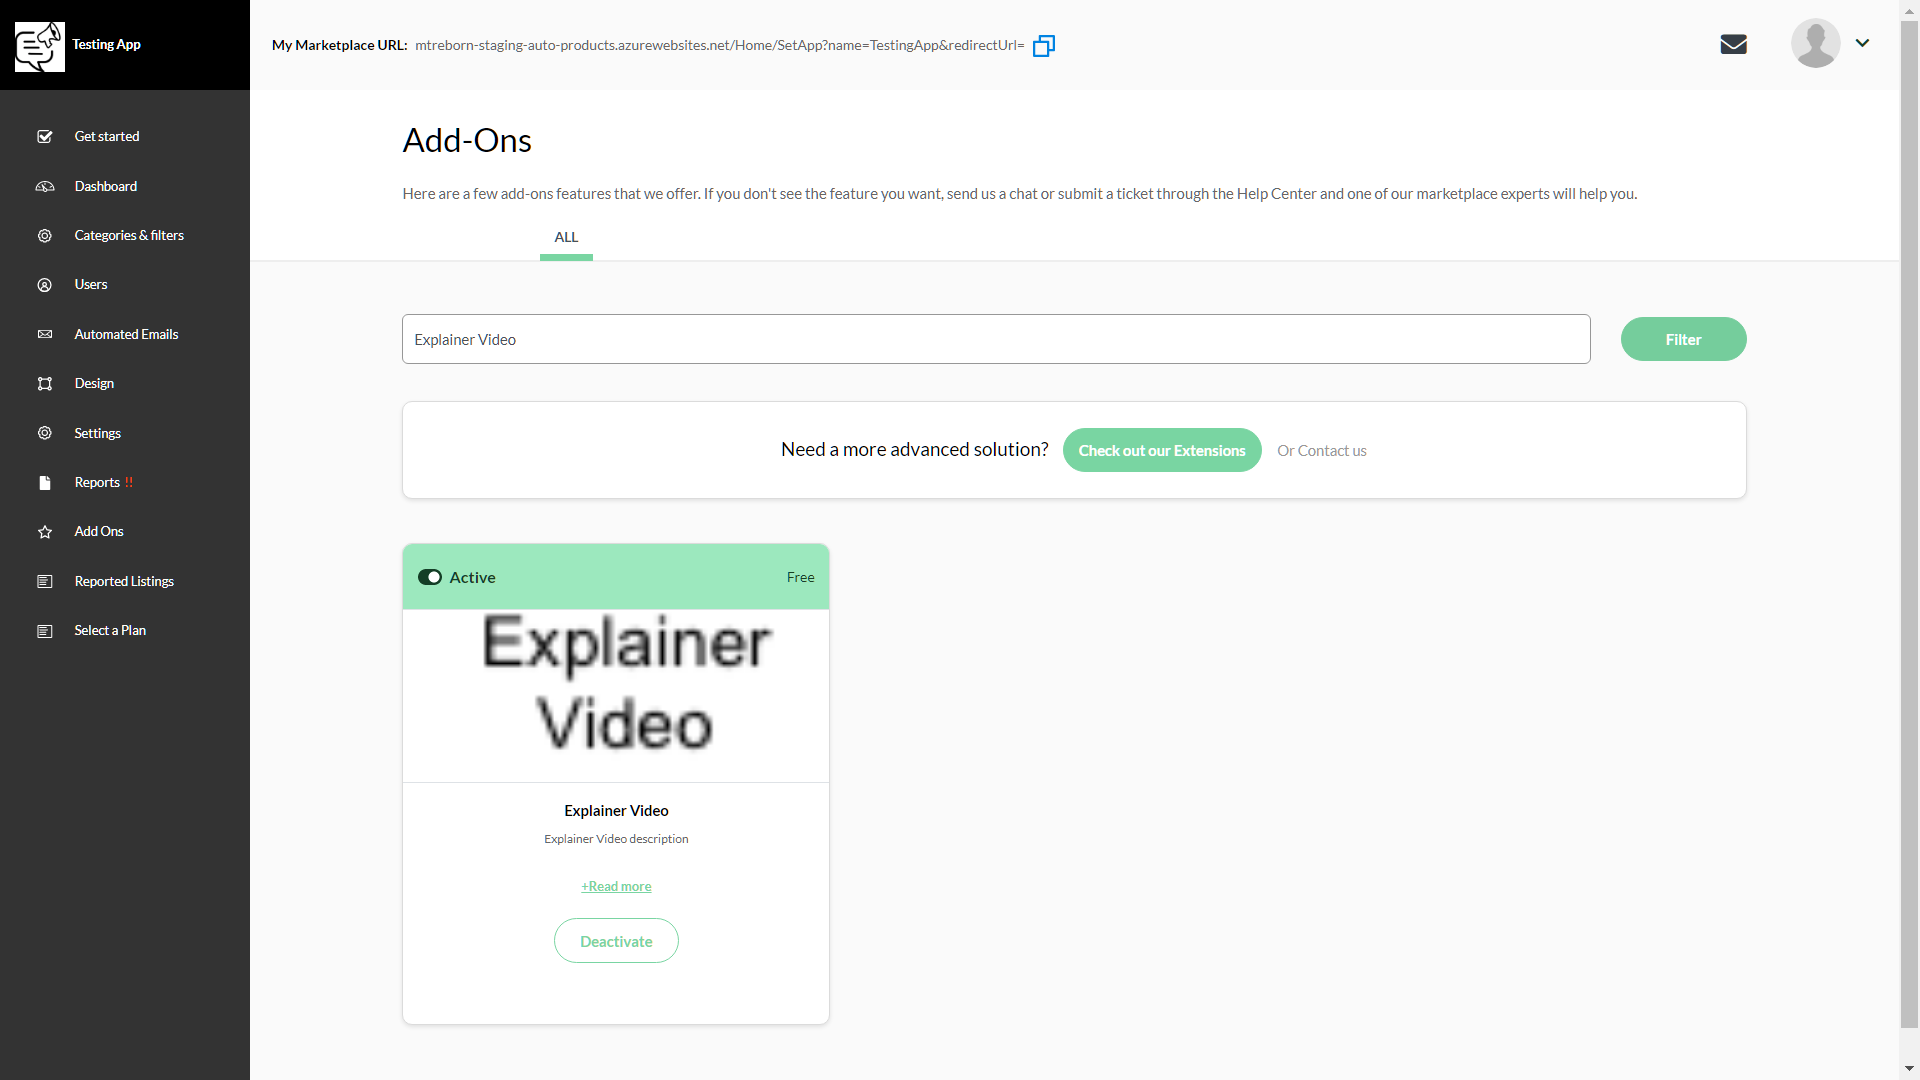 Testing App
My Marketplace URL: mtreborn-staging-auto-products.azurewebsites.net/Home/SetApp?name=TestingApp&redirectUrl=
Get started
Dashboard
Categories & filters
Users
Automated Emails
Design
Settings
Reports !!
Add Ons
Reported Listings
Select a Plan
Add-Ons
Here are a few add-ons features that we offer. If you don't see the feature you want, send us a chat or submit a ticket through the Help Center and one of our marketplace experts will help you.
ALL
Explainer Video
Filter
Need a more advanced solution? Check out our Extensions Or Contact us
Active Free
Explainer
Video
Explainer Video
Explainer Video description
+Read more
Deactivate